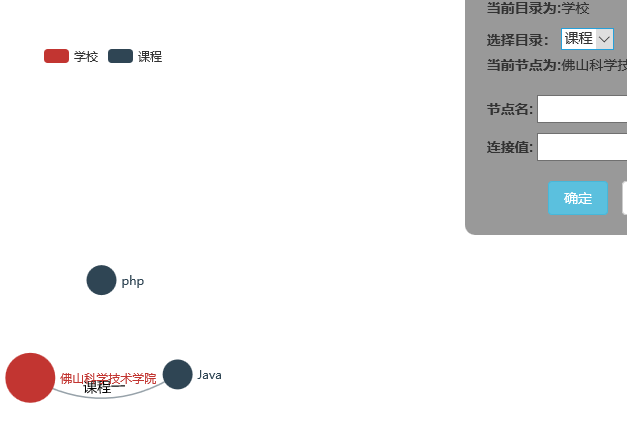 当前目录为:学校
选择目录： 课程
当前节点为:佛山科学技
节点名:
连接值:
确定
学校 课程
php
佛山科学技术学院
课程一
Java